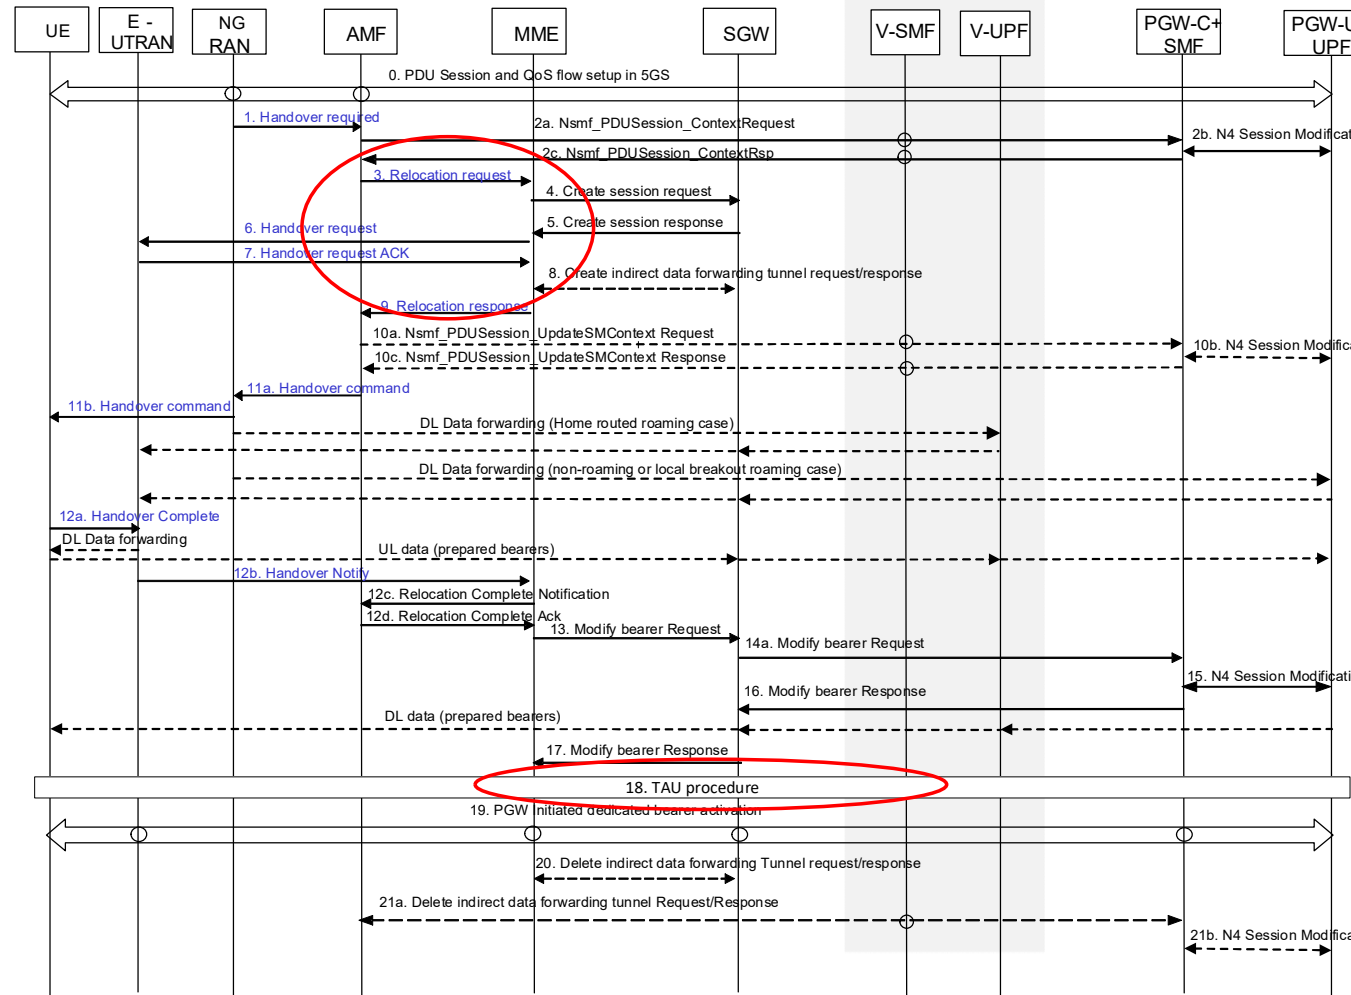 UE
E -
UTRAN
NG
RAN
AMF
MME
SGW
V-SMF
V-UPF
PGW-C+
SMF
PGW-U
UPF
0. PDU Session and QoS flow setup in 5GS
1. Handover required
2a. Nsmf_PDUSession_ContextRequest
2b. N4 Session Modificat
2c. Nsmf_PDUSession_ContextRsp
3. Relocation request
4. Create session request
5. Create session response
6. Handover request
7. Handover request ACK
8. Create indirect data forwarding tunnel request/response
9. Relocation response
10a. Nsmf_PDUSession_UpdateSMContext Request
10b. N4 Session Modifica
10c. Nsmf_PDUSession_UpdateSMContext Response
11a. Handover command
11b. Handover command
DL Data forwarding (Home routed roaming case)
DL Data forwarding (non-roaming or local breakout roaming case)
12a. Handover Complete
DL Data forwarding
UL data (prepared bearers)
12b. Handover Notify
12c. Relocation Complete Notification
12d. Relocation Complete Ack
13. Modify bearer Request
14a. Modify bearer Request
15. N4 Session Modificati
16. Modify bearer Response
DL data (prepared bearers)
17. Modify bearer Response
18. TAU procedure
19. PGW Initiated dedicated bearer activation
20. Delete indirect data forwarding Tunnel request/response
21a. Delete indirect data forwarding tunnel Request/Response
21b. N4 Session Modifica